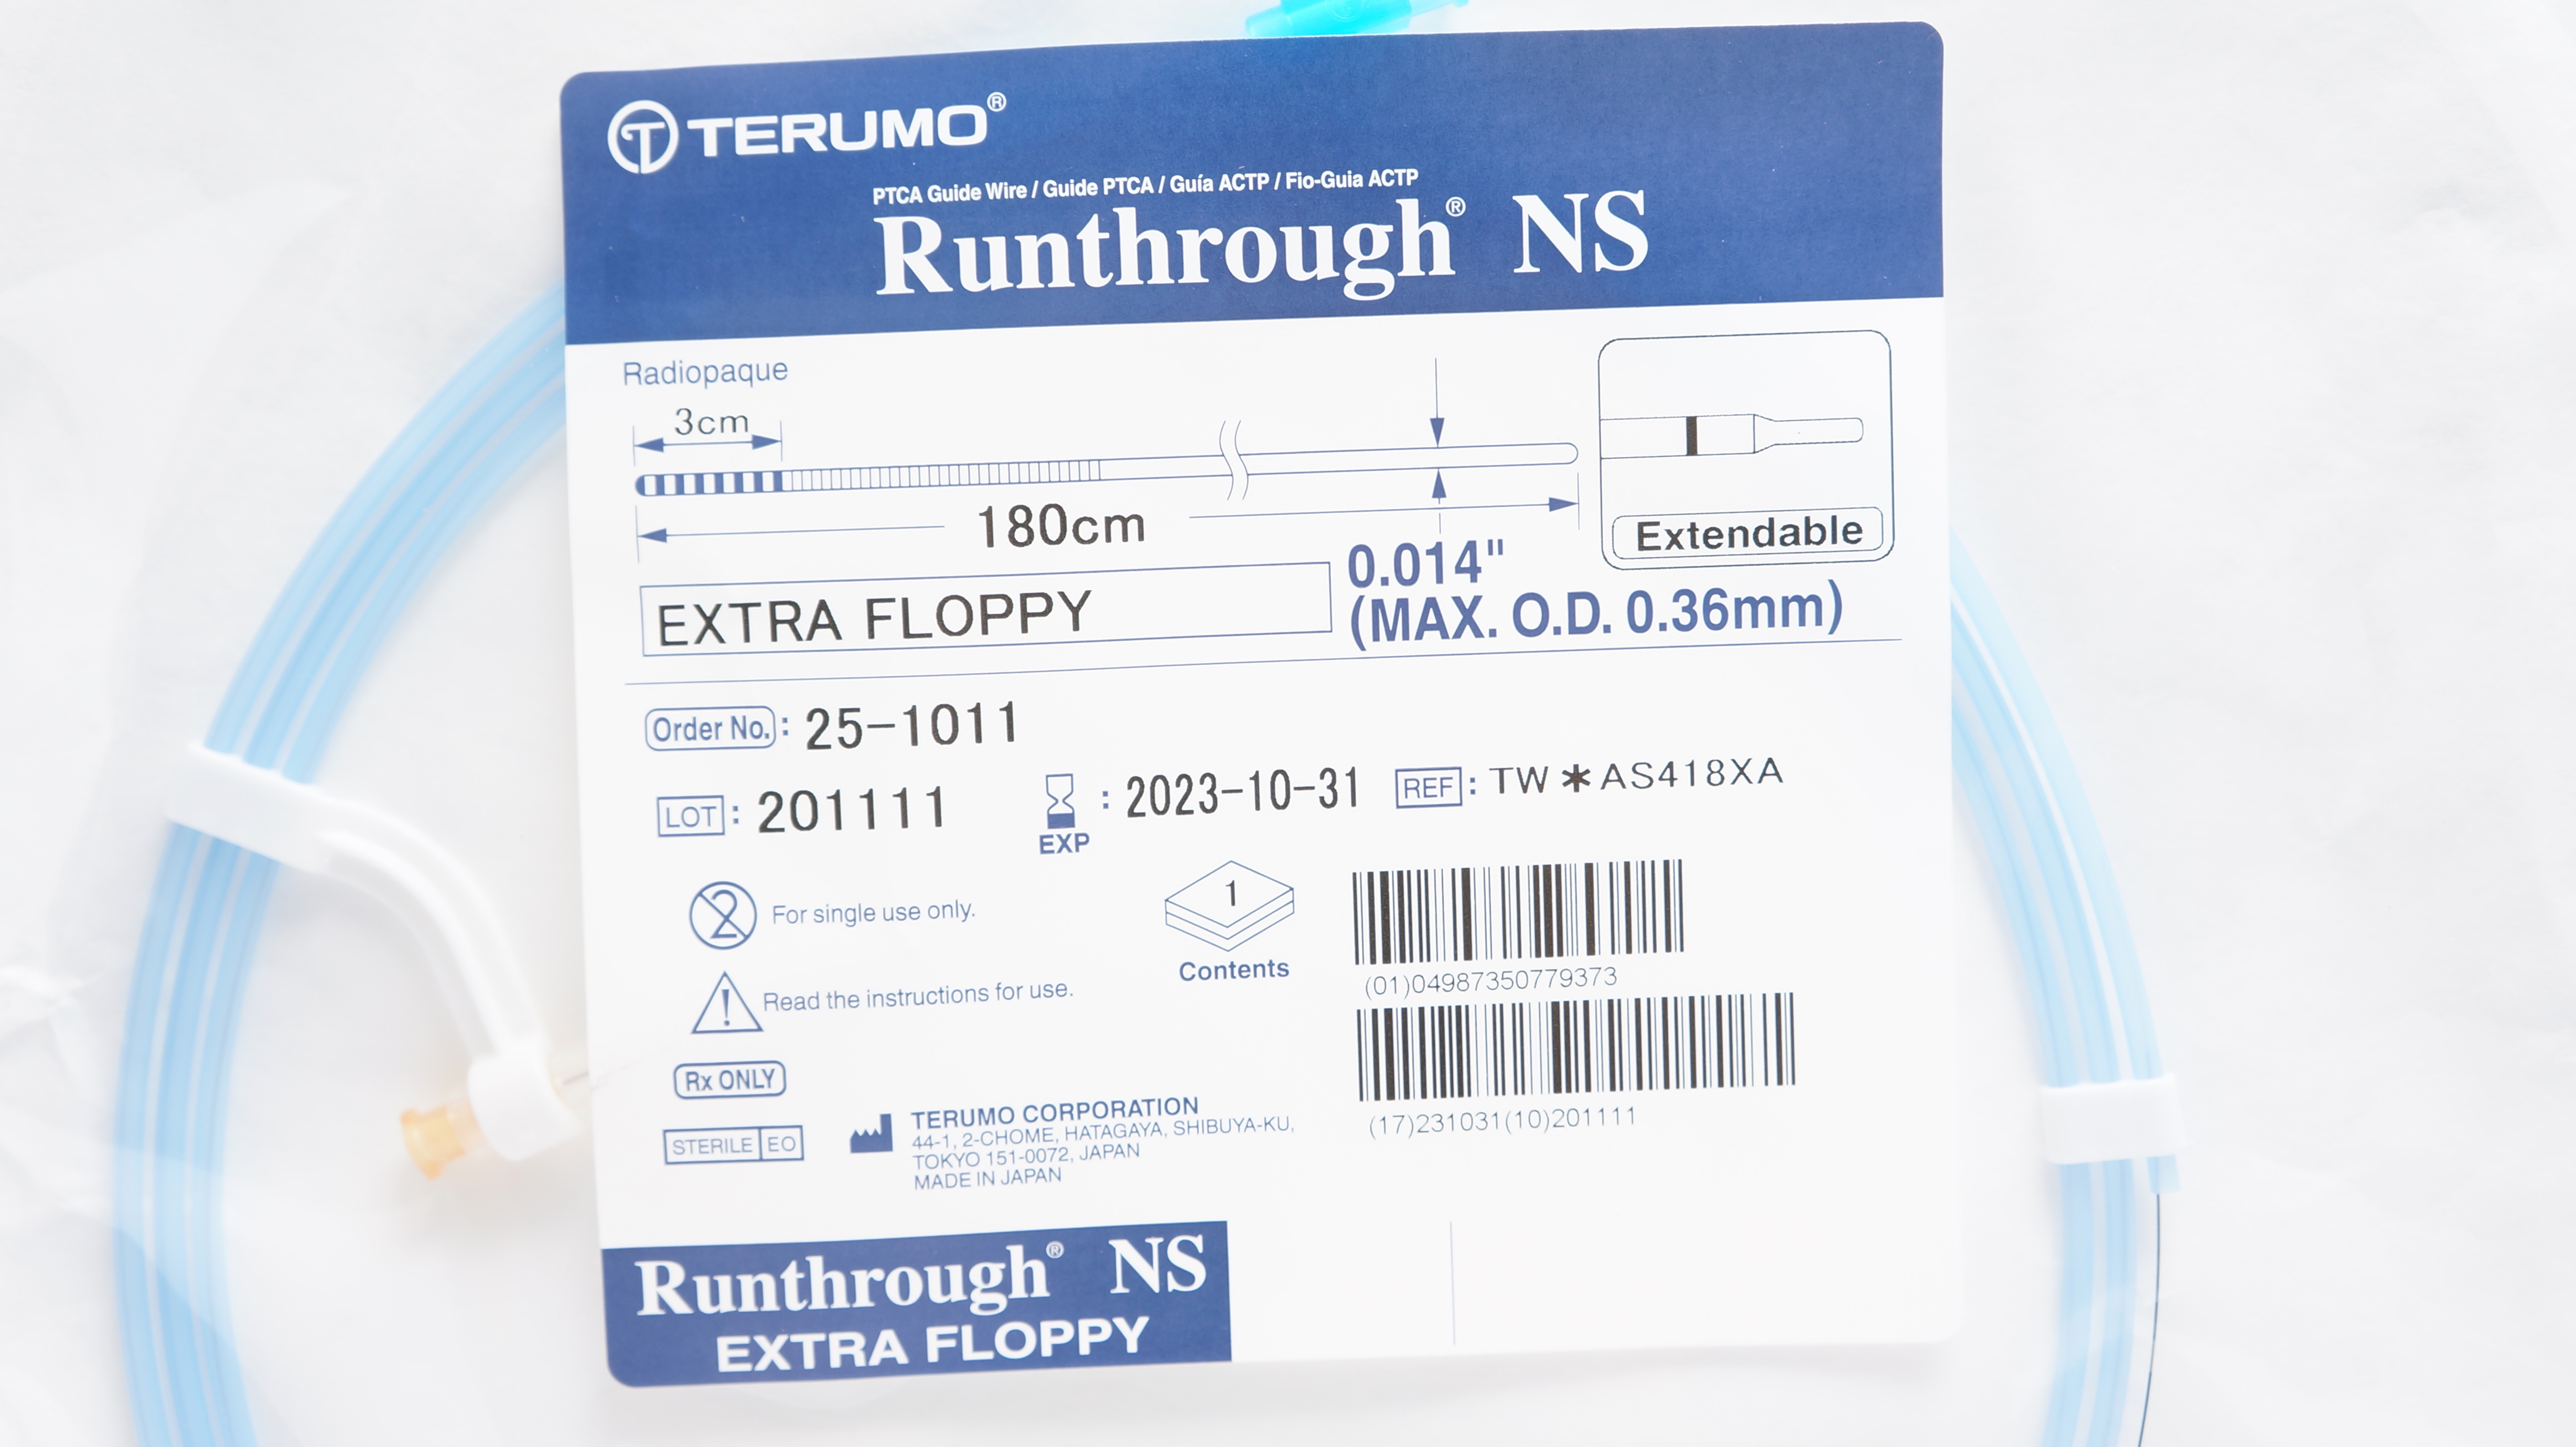 TERUMO®
PTCA Guide Wire / Guide PTCA / Guía ACTP / Fio-Guia ACTP
Runthrough® NS
Radiopaque
3cm
180cm
Extendable
0.014"
(MAX. O.D. 0.36mm)
EXTRA FLOPPY
Order No.: 25-1011
LOT: 201111
EXP: 2023-10-31
REF: TW✱AS418XA
2 For single use only.
1
Contents
! Read the instructions for use.
(01)04987350779373
Rx ONLY
(17)231031(10)201111
STERILE EO
TERUMO CORPORATION
44-1, 2-CHOME, HATAGAYA, SHIBUYA-KU,
TOKYO 151-0072, JAPAN
MADE IN JAPAN
Runthrough® NS
EXTRA FLOPPY